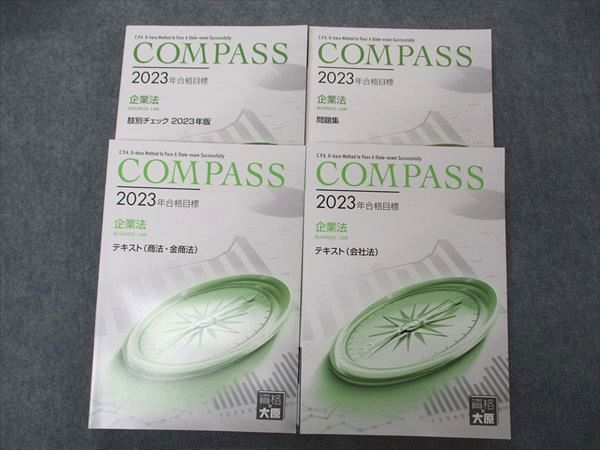 C.P.A. O-hara Method to Pass A State-exam Successfully
COMPASS
2023年合格目標
企業法
BUSINESS LAW
肢別チェック 2023年版
C.P.A. O-hara Method to Pass A State-exam Successfully
COMPASS
2023年合格目標
企業法
BUSINESS LAW
問題集
C.P.A. O-hara Method to Pass A State-exam Successfully
COMPASS
2023年合格目標
企業法
BUSINESS LAW
テキスト(商法・金商法)
資格の
大原
C.P.A. O-hara Method to Pass A State-exam Successfully
COMPASS
2023年合格目標
企業法
BUSINESS LAW
テキスト(会社法)
資格の
大原